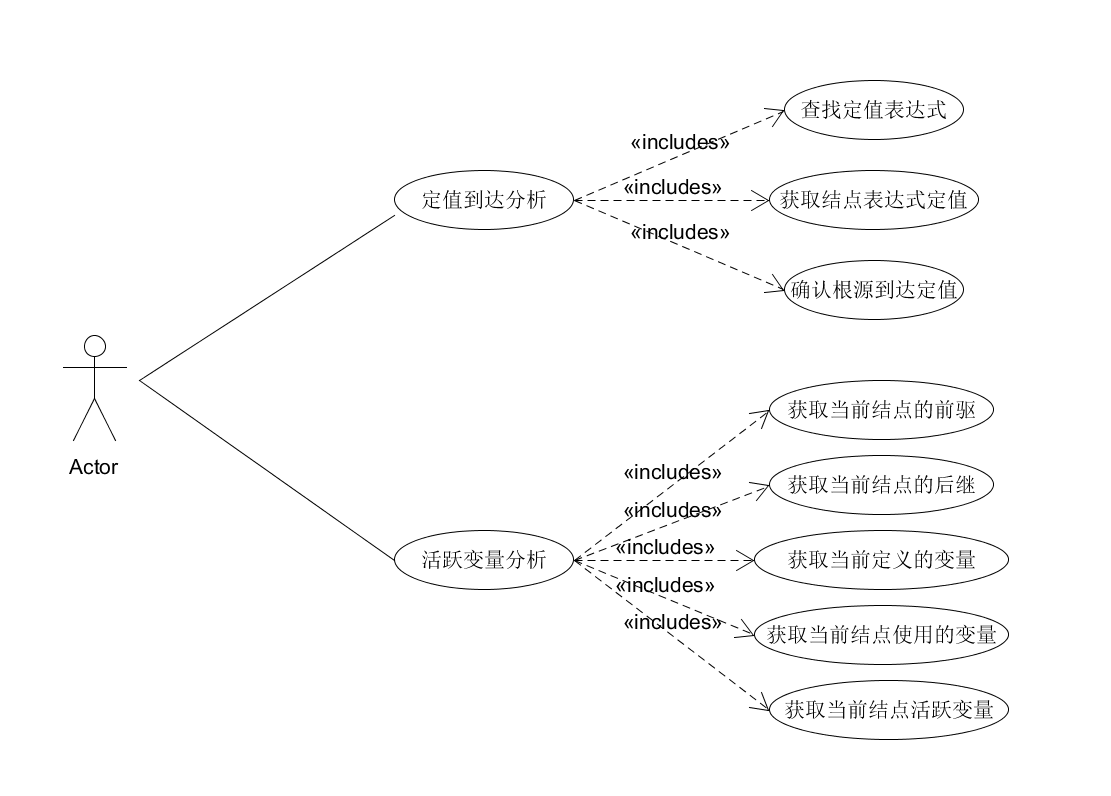 查找定值表达式
«includes»
定值到达分析
«includes»
获取结点表达式定值
«includes»
确认根源到达定值
Actor
获取当前结点的前驱
«includes»
获取当前结点的后继
«includes»
活跃变量分析
«includes»
获取当前定义的变量
«includes»
获取当前结点使用的变量
«includes»
获取当前结点活跃变量